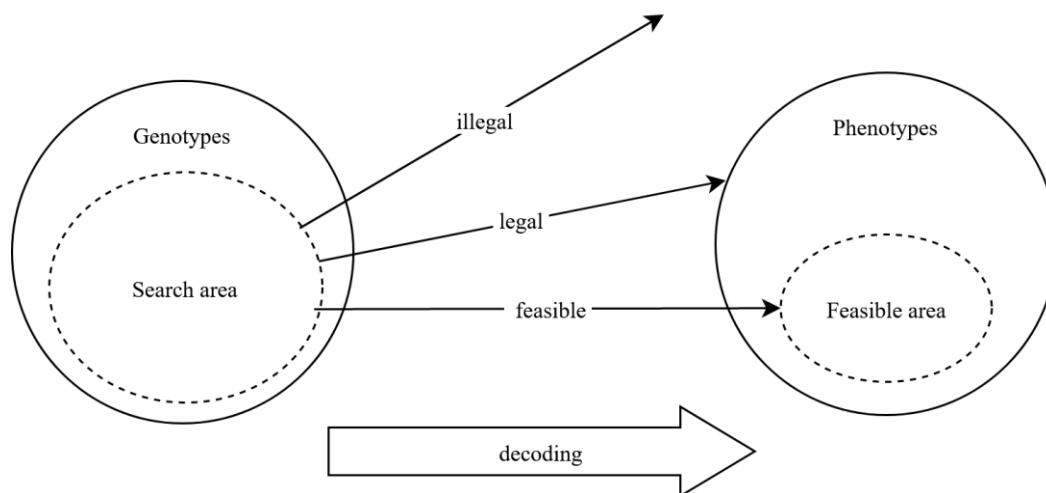 illegal
Genotypes
Phenotypes
legal
Search area
feasible
Feasible area
decoding